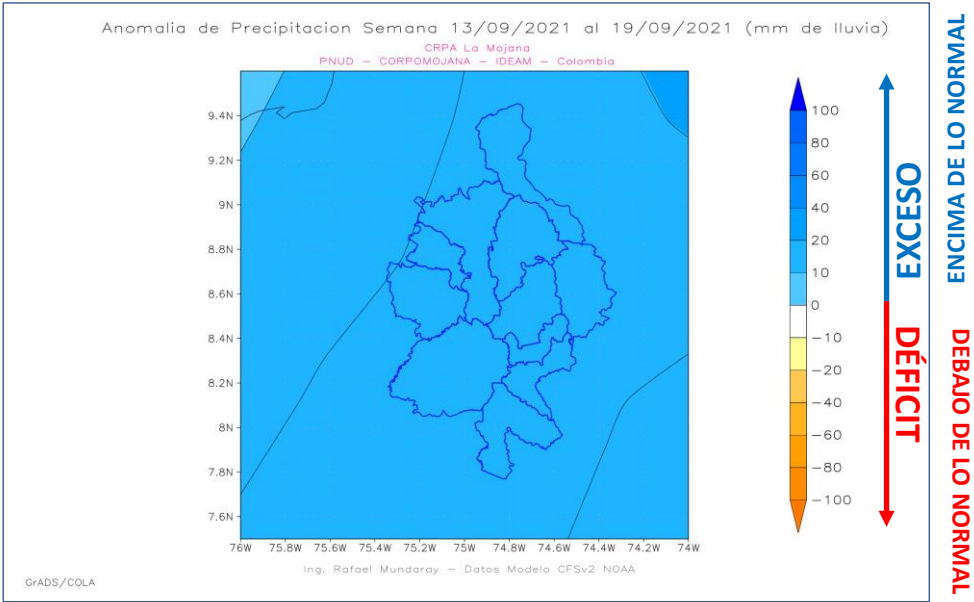 Anomalia de Precipitacion Semana 13/09/2021 al 19/09/2021 (mm de lluvia)
CRPA La Mojana
PNUD – CORPOMOJANA – IDEAM – Colombia
9.4N
9.2N
9N
8.8N
8.6N
8.4N
8.2N
8N
7.8N
7.6N
76W 75.8W 75.6W 75.4W 75.2W 75W 74.8W 74.6W 74.4W 74.2W 74W
Ing. Rafael Mundaray – Datos Modelo CFSv2 NOAA
GrADS/COLA
100
80
60
40
20
10
0
−10
−20
−40
−60
−80
−100
EXCESO
DÉFICIT
ENCIMA DE LO NORMAL
DEBAJO DE LO NORMAL